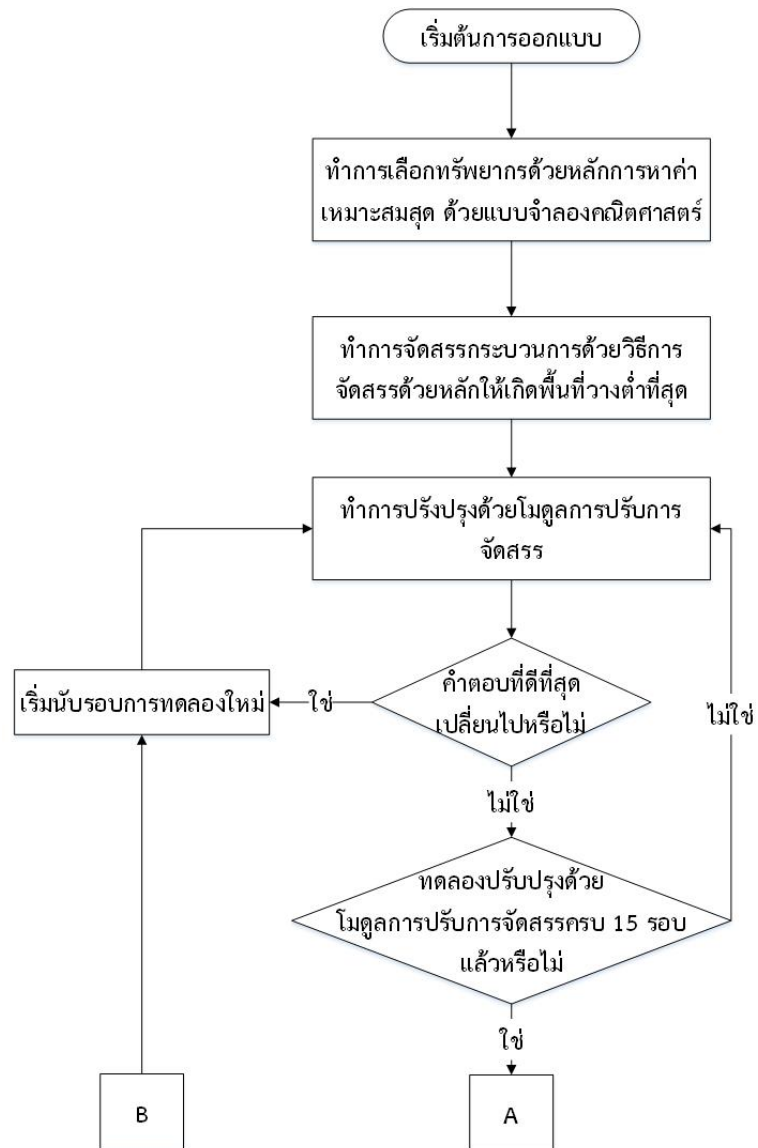 เริ่มต้นการออกแบบ
ทำการเลือกทรัพยากรด้วยหลักการหาค่า
เหมาะสมสุด ด้วยแบบจำลองคณิตศาสตร์
ทำการจัดสรรกระบวนการด้วยวิธีการ
จัดสรรด้วยหลักให้เกิดพื้นที่วางต่ำที่สุด
ทำการปรังปรุงด้วยโมดูลการปรับการ
จัดสรร
คำตอบที่ดีที่สุด
เปลี่ยนไปหรือไม่
ใช่
เริ่มนับรอบการทดลองใหม่
ไม่ใช่
ไม่ใช่
ทดลองปรับปรุงด้วย
โมดูลการปรับการจัดสรรครบ 15 รอบ
แล้วหรือไม่
ใช่
B
A